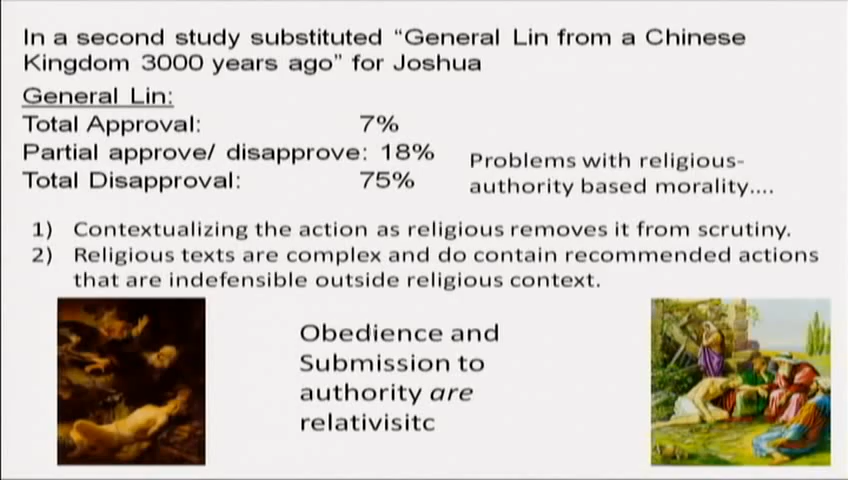 In a second study substituted “General Lin from a Chinese
Kingdom 3000 years ago” for Joshua
General Lin:
Total Approval: 7%
Partial approve/ disapprove: 18%
Total Disapproval: 75%
Problems with religious-
authority based morality....
1) Contextualizing the action as religious removes it from scrutiny.
2) Religious texts are complex and do contain recommended actions
that are indefensible outside religious context.
Obedience and
Submission to
authority are
relativisitc